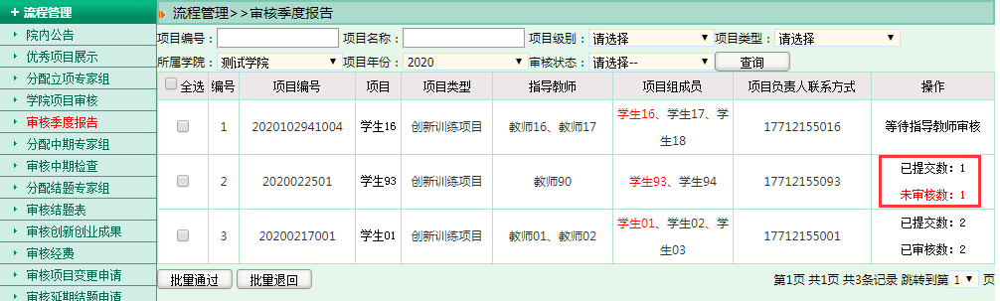 流程管理
院内公告
优秀项目展示
分配立项专家组
学院项目审核
审核季度报告
分配中期专家组
审核中期检查
分配结题专家组
审核结题表
审核创新创业成果
审核经费
审核项目变更申请
审核延期结题申请
流程管理>>审核季度报告
项目编号： 项目名称： 项目级别： 请选择 项目类型： 请选择
所属学院： 测试学院 项目年份： 2020 审核状态： 请选择-- 查询
全选 编号 项目编号 项目 项目类型 指导教师 项目组成员 项目负责人联系方式 操作
1 2020102941004 学生16 创新训练项目 教师16、教师17 学生16、学生17、学生18 17712155016 等待指导教师审核
2 2020022501 学生93 创新训练项目 教师90 学生93、学生94 17712155093 已提交数：1
未审核数：1
3 20200217001 学生01 创新训练项目 教师01、教师02 学生01、学生02、学生03 17712155001 已提交数：2
已审核数：2
批量通过 批量退回 第1页 共1页 共3条记录 跳转到第 1 页